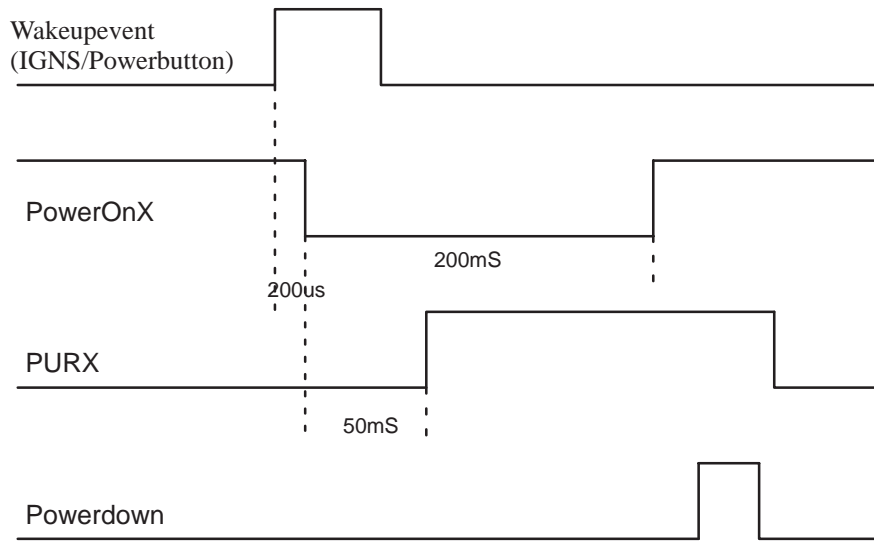 Wakeupevent
(IGNS/Powerbutton)
PowerOnX
200mS
200us
PURX
50mS
Powerdown